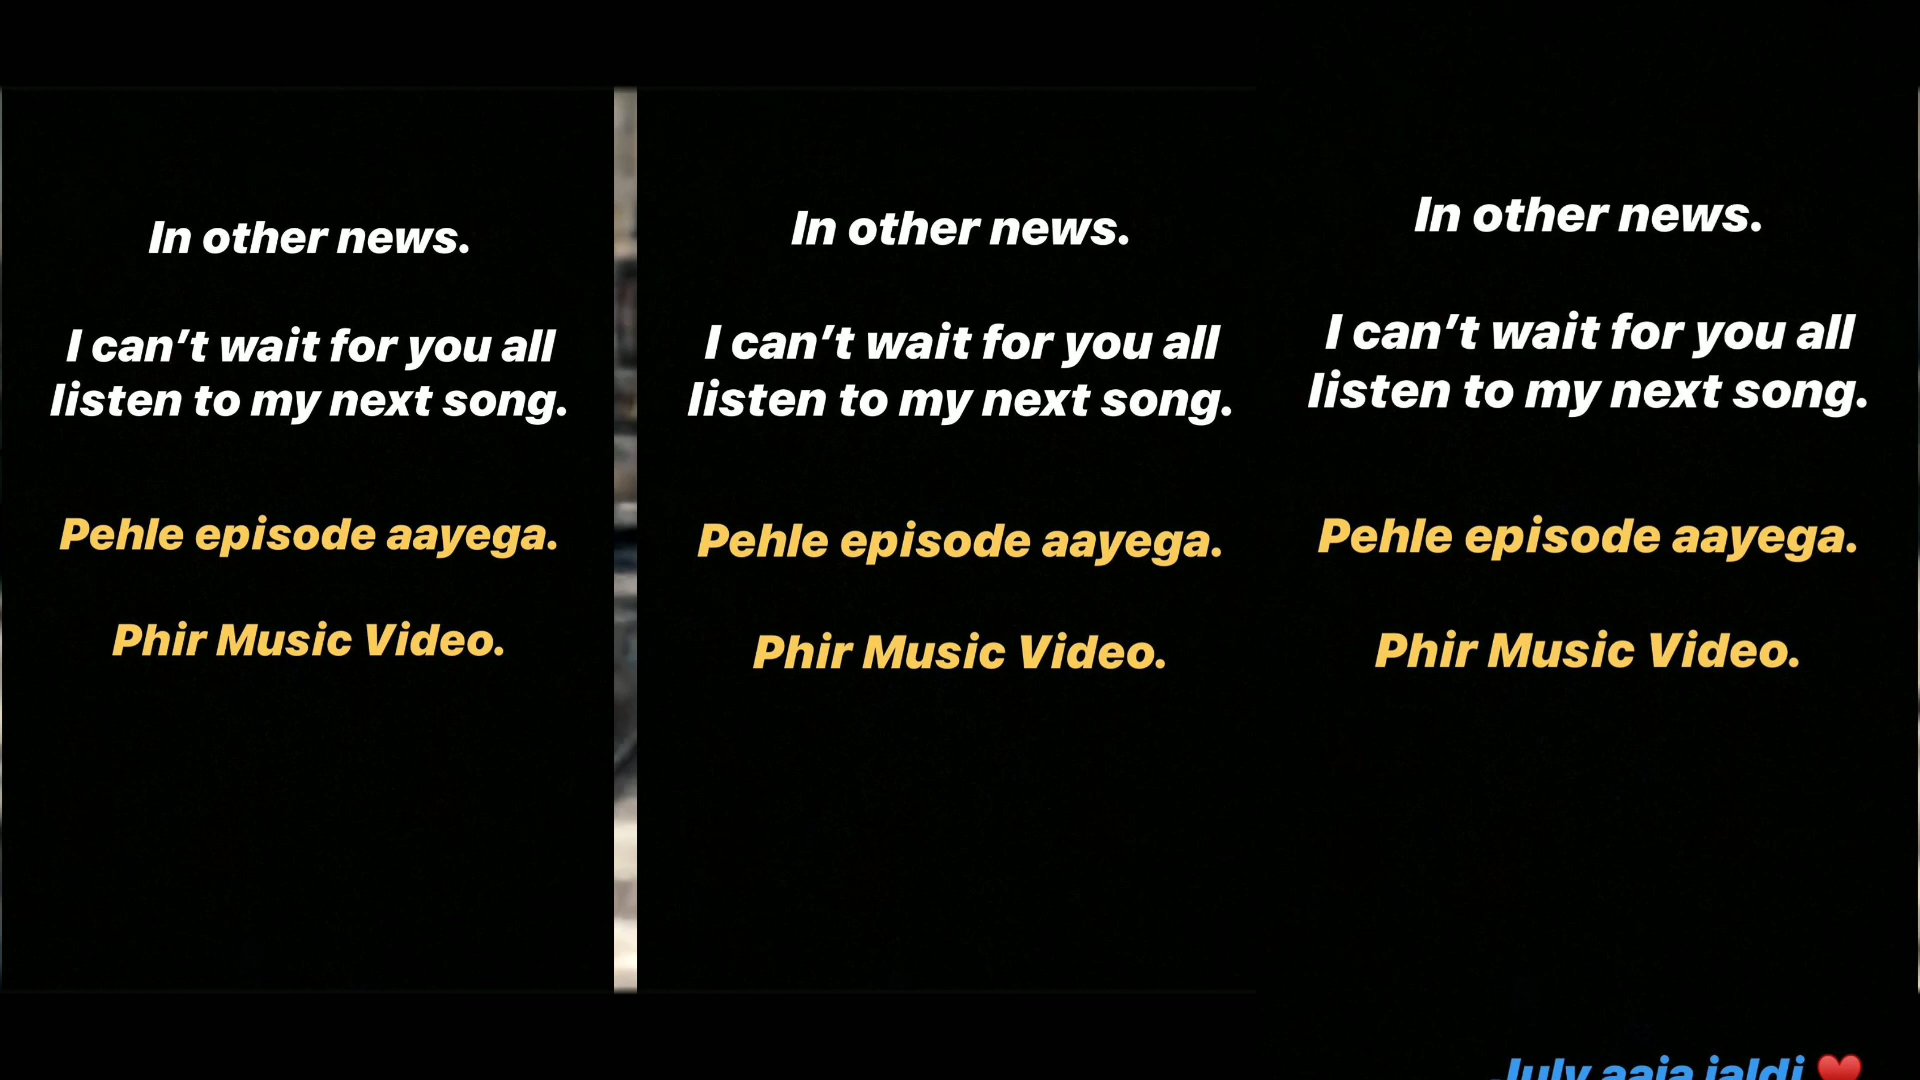 In other news.
I can’t wait for you all
listen to my next song.
Pehle episode aayega.
Phir Music Video.
In other news.
I can’t wait for you all
listen to my next song.
Pehle episode aayega.
Phir Music Video.
In other news.
I can’t wait for you all
listen to my next song.
Pehle episode aayega.
Phir Music Video.
July aaja jaldi ♥️